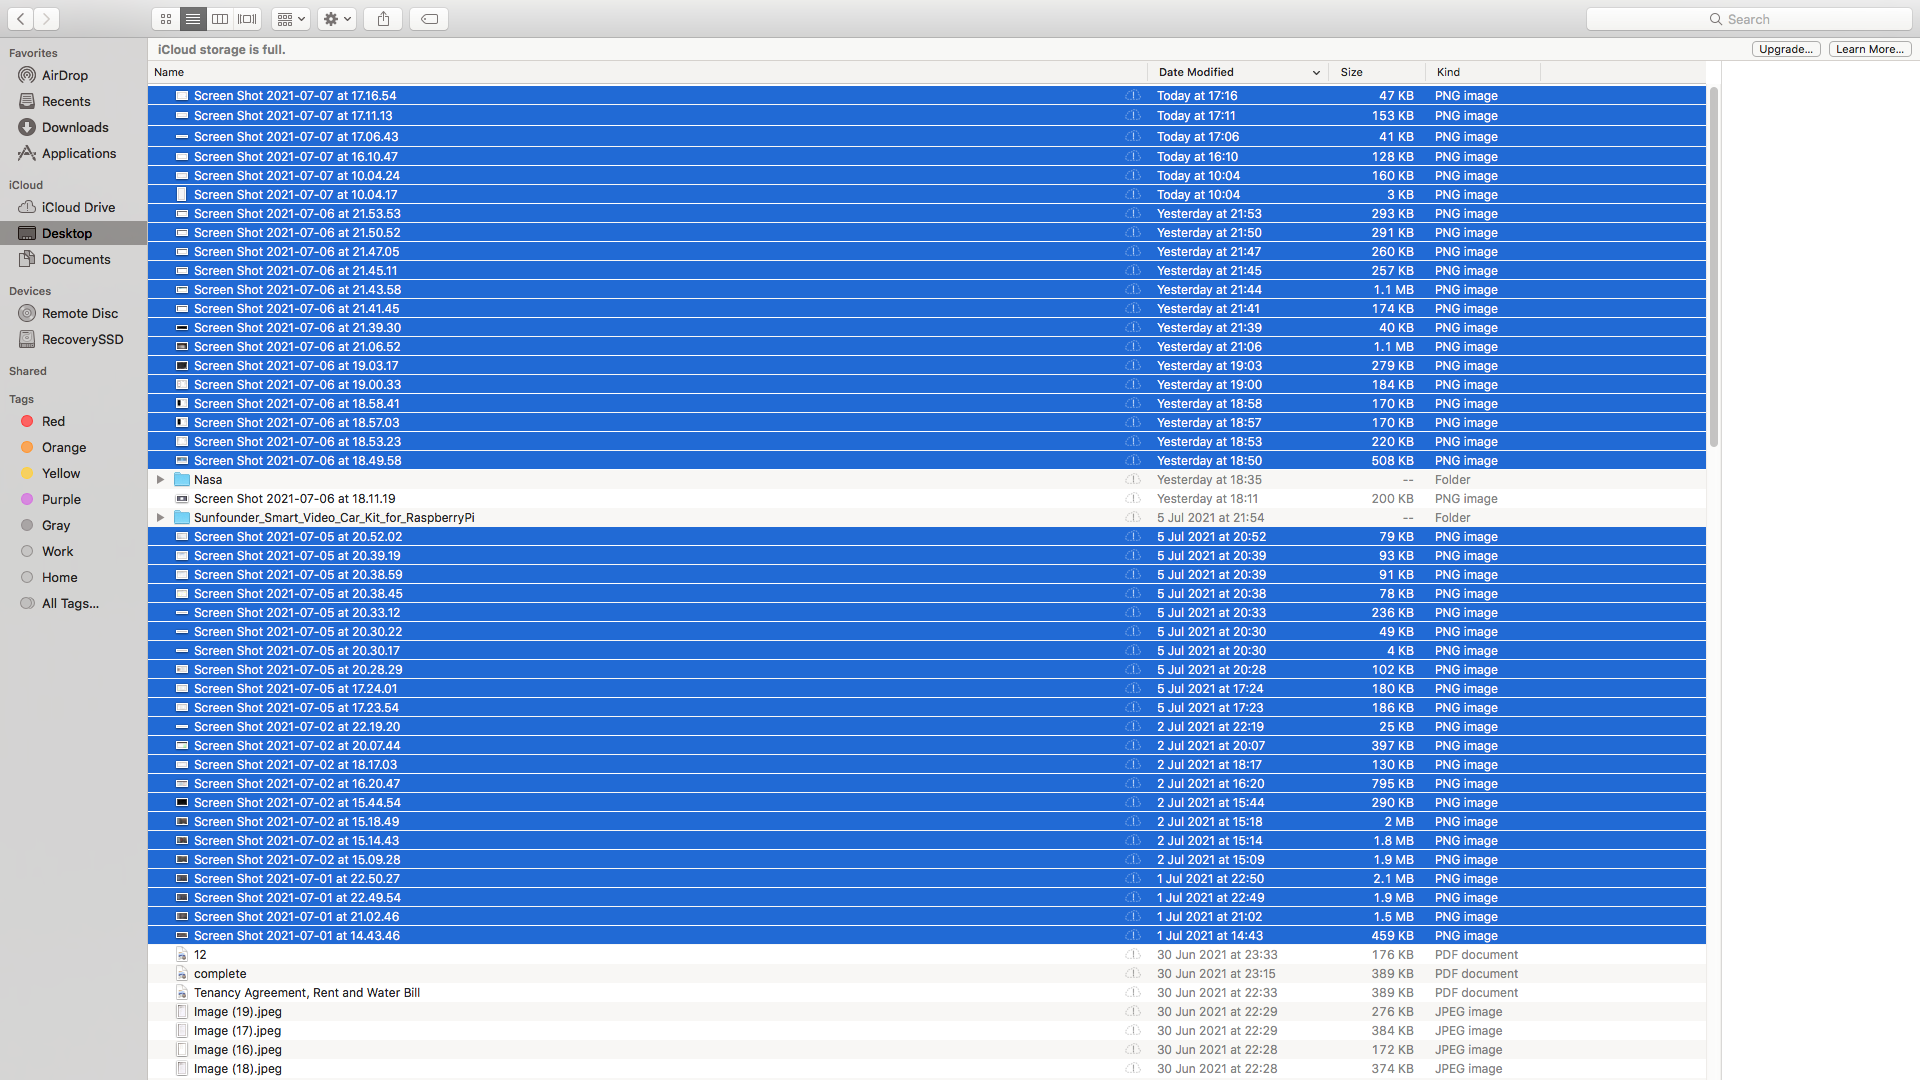 Search
iCloud storage is full.
Upgrade...
Learn More...
Favorites
AirDrop
Recents
Downloads
Applications
iCloud
iCloud Drive
Desktop
Documents
Devices
Remote Disc
RecoverySSD
Shared
Tags
Red
Orange
Yellow
Purple
Gray
Work
Home
All Tags...
Name Date Modified Size Kind
Screen Shot 2021-07-07 at 17.16.54 Today at 17:16 47 KB PNG image
Screen Shot 2021-07-07 at 17.11.13 Today at 17:11 153 KB PNG image
Screen Shot 2021-07-07 at 17.06.43 Today at 17:06 41 KB PNG image
Screen Shot 2021-07-07 at 16.10.47 Today at 16:10 128 KB PNG image
Screen Shot 2021-07-07 at 10.04.24 Today at 10:04 160 KB PNG image
Screen Shot 2021-07-07 at 10.04.17 Today at 10:04 3 KB PNG image
Screen Shot 2021-07-06 at 21.53.53 Yesterday at 21:53 293 KB PNG image
Screen Shot 2021-07-06 at 21.50.52 Yesterday at 21:50 291 KB PNG image
Screen Shot 2021-07-06 at 21.47.05 Yesterday at 21:47 260 KB PNG image
Screen Shot 2021-07-06 at 21.45.11 Yesterday at 21:45 257 KB PNG image
Screen Shot 2021-07-06 at 21.43.58 Yesterday at 21:44 1.1 MB PNG image
Screen Shot 2021-07-06 at 21.41.45 Yesterday at 21:41 174 KB PNG image
Screen Shot 2021-07-06 at 21.39.30 Yesterday at 21:39 40 KB PNG image
Screen Shot 2021-07-06 at 21.06.52 Yesterday at 21:06 1.1 MB PNG image
Screen Shot 2021-07-06 at 19.03.17 Yesterday at 19:03 279 KB PNG image
Screen Shot 2021-07-06 at 19.00.33 Yesterday at 19:00 184 KB PNG image
Screen Shot 2021-07-06 at 18.58.41 Yesterday at 18:58 170 KB PNG image
Screen Shot 2021-07-06 at 18.57.03 Yesterday at 18:57 170 KB PNG image
Screen Shot 2021-07-06 at 18.53.23 Yesterday at 18:53 220 KB PNG image
Screen Shot 2021-07-06 at 18.49.58 Yesterday at 18:50 508 KB PNG image
Nasa Yesterday at 18:35 -- Folder
Screen Shot 2021-07-06 at 18.11.19 Yesterday at 18:11 200 KB PNG image
Sunfounder_Smart_Video_Car_Kit_for_RaspberryPi 5 Jul 2021 at 21:54 -- Folder
Screen Shot 2021-07-05 at 20.52.02 5 Jul 2021 at 20:52 79 KB PNG image
Screen Shot 2021-07-05 at 20.39.19 5 Jul 2021 at 20:39 93 KB PNG image
Screen Shot 2021-07-05 at 20.38.59 5 Jul 2021 at 20:39 91 KB PNG image
Screen Shot 2021-07-05 at 20.38.45 5 Jul 2021 at 20:38 78 KB PNG image
Screen Shot 2021-07-05 at 20.33.12 5 Jul 2021 at 20:33 236 KB PNG image
Screen Shot 2021-07-05 at 20.30.22 5 Jul 2021 at 20:30 49 KB PNG image
Screen Shot 2021-07-05 at 20.30.17 5 Jul 2021 at 20:30 4 KB PNG image
Screen Shot 2021-07-05 at 20.28.29 5 Jul 2021 at 20:28 102 KB PNG image
Screen Shot 2021-07-05 at 17.24.01 5 Jul 2021 at 17:24 180 KB PNG image
Screen Shot 2021-07-05 at 17.23.54 5 Jul 2021 at 17:23 186 KB PNG image
Screen Shot 2021-07-02 at 22.19.20 2 Jul 2021 at 22:19 25 KB PNG image
Screen Shot 2021-07-02 at 20.07.44 2 Jul 2021 at 20:07 397 KB PNG image
Screen Shot 2021-07-02 at 18.17.03 2 Jul 2021 at 18:17 130 KB PNG image
Screen Shot 2021-07-02 at 16.20.47 2 Jul 2021 at 16:20 795 KB PNG image
Screen Shot 2021-07-02 at 15.44.54 2 Jul 2021 at 15:44 290 KB PNG image
Screen Shot 2021-07-02 at 15.18.49 2 Jul 2021 at 15:18 2 MB PNG image
Screen Shot 2021-07-02 at 15.14.43 2 Jul 2021 at 15:14 1.8 MB PNG image
Screen Shot 2021-07-02 at 15.09.28 2 Jul 2021 at 15:09 1.9 MB PNG image
Screen Shot 2021-07-01 at 22.50.27 1 Jul 2021 at 22:50 2.1 MB PNG image
Screen Shot 2021-07-01 at 22.49.54 1 Jul 2021 at 22:49 1.9 MB PNG image
Screen Shot 2021-07-01 at 21.02.46 1 Jul 2021 at 21:02 1.5 MB PNG image
Screen Shot 2021-07-01 at 14.43.46 1 Jul 2021 at 14:43 459 KB PNG image
12 30 Jun 2021 at 23:33 176 KB PDF document
complete 30 Jun 2021 at 23:15 389 KB PDF document
Tenancy Agreement, Rent and Water Bill 30 Jun 2021 at 22:33 389 KB PDF document
Image (19).jpeg 30 Jun 2021 at 22:29 276 KB JPEG image
Image (17).jpeg 30 Jun 2021 at 22:29 384 KB JPEG image
Image (16).jpeg 30 Jun 2021 at 22:28 172 KB JPEG image
Image (18).jpeg 30 Jun 2021 at 22:28 374 KB JPEG image